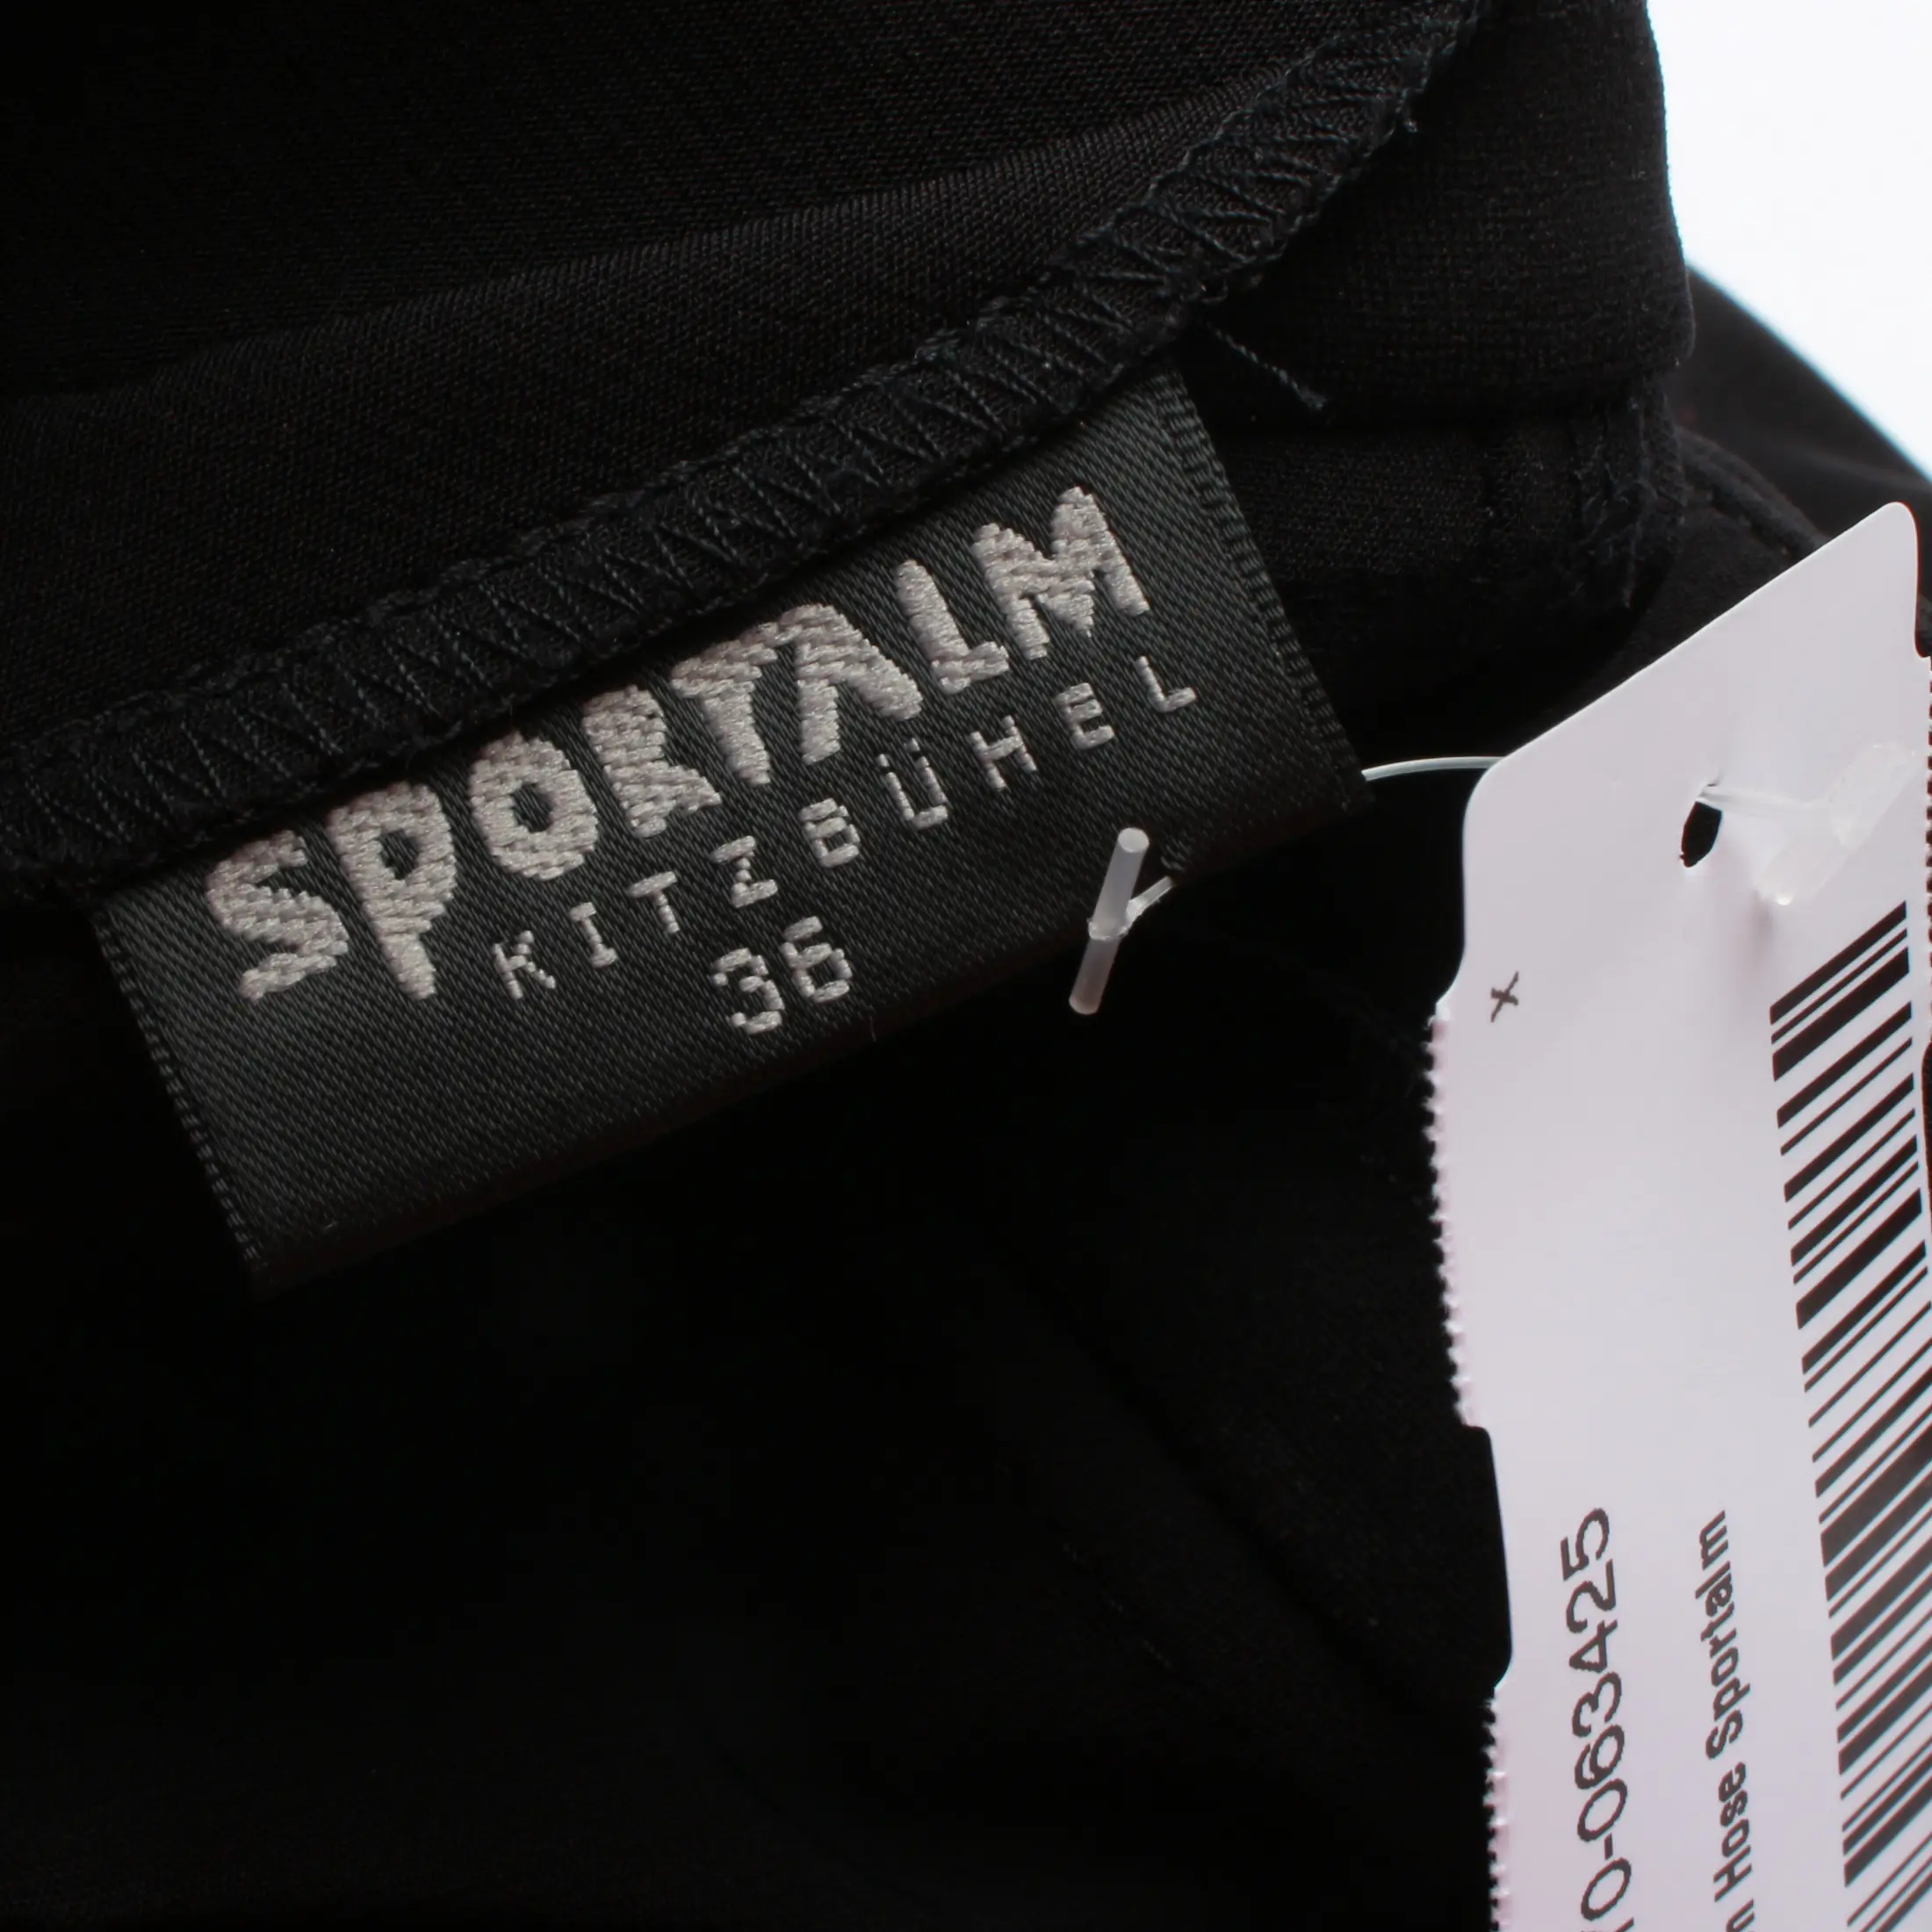 SPORTALM
KITZBÜHEL
36
x
0-063425
Hose Sportalm